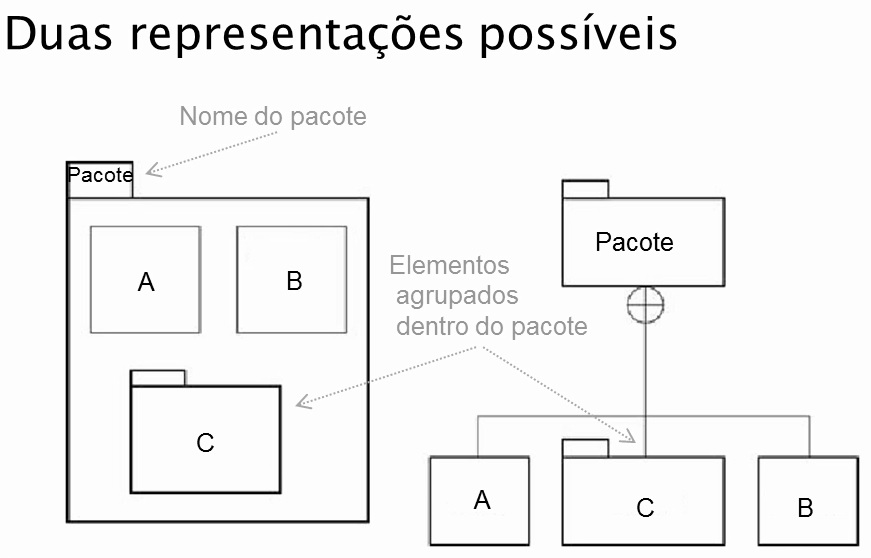 Duas representações possíveis
Nome do pacote
Pacote
A
B
C
Elementos
agrupados
dentro do pacote
Pacote
A
C
B